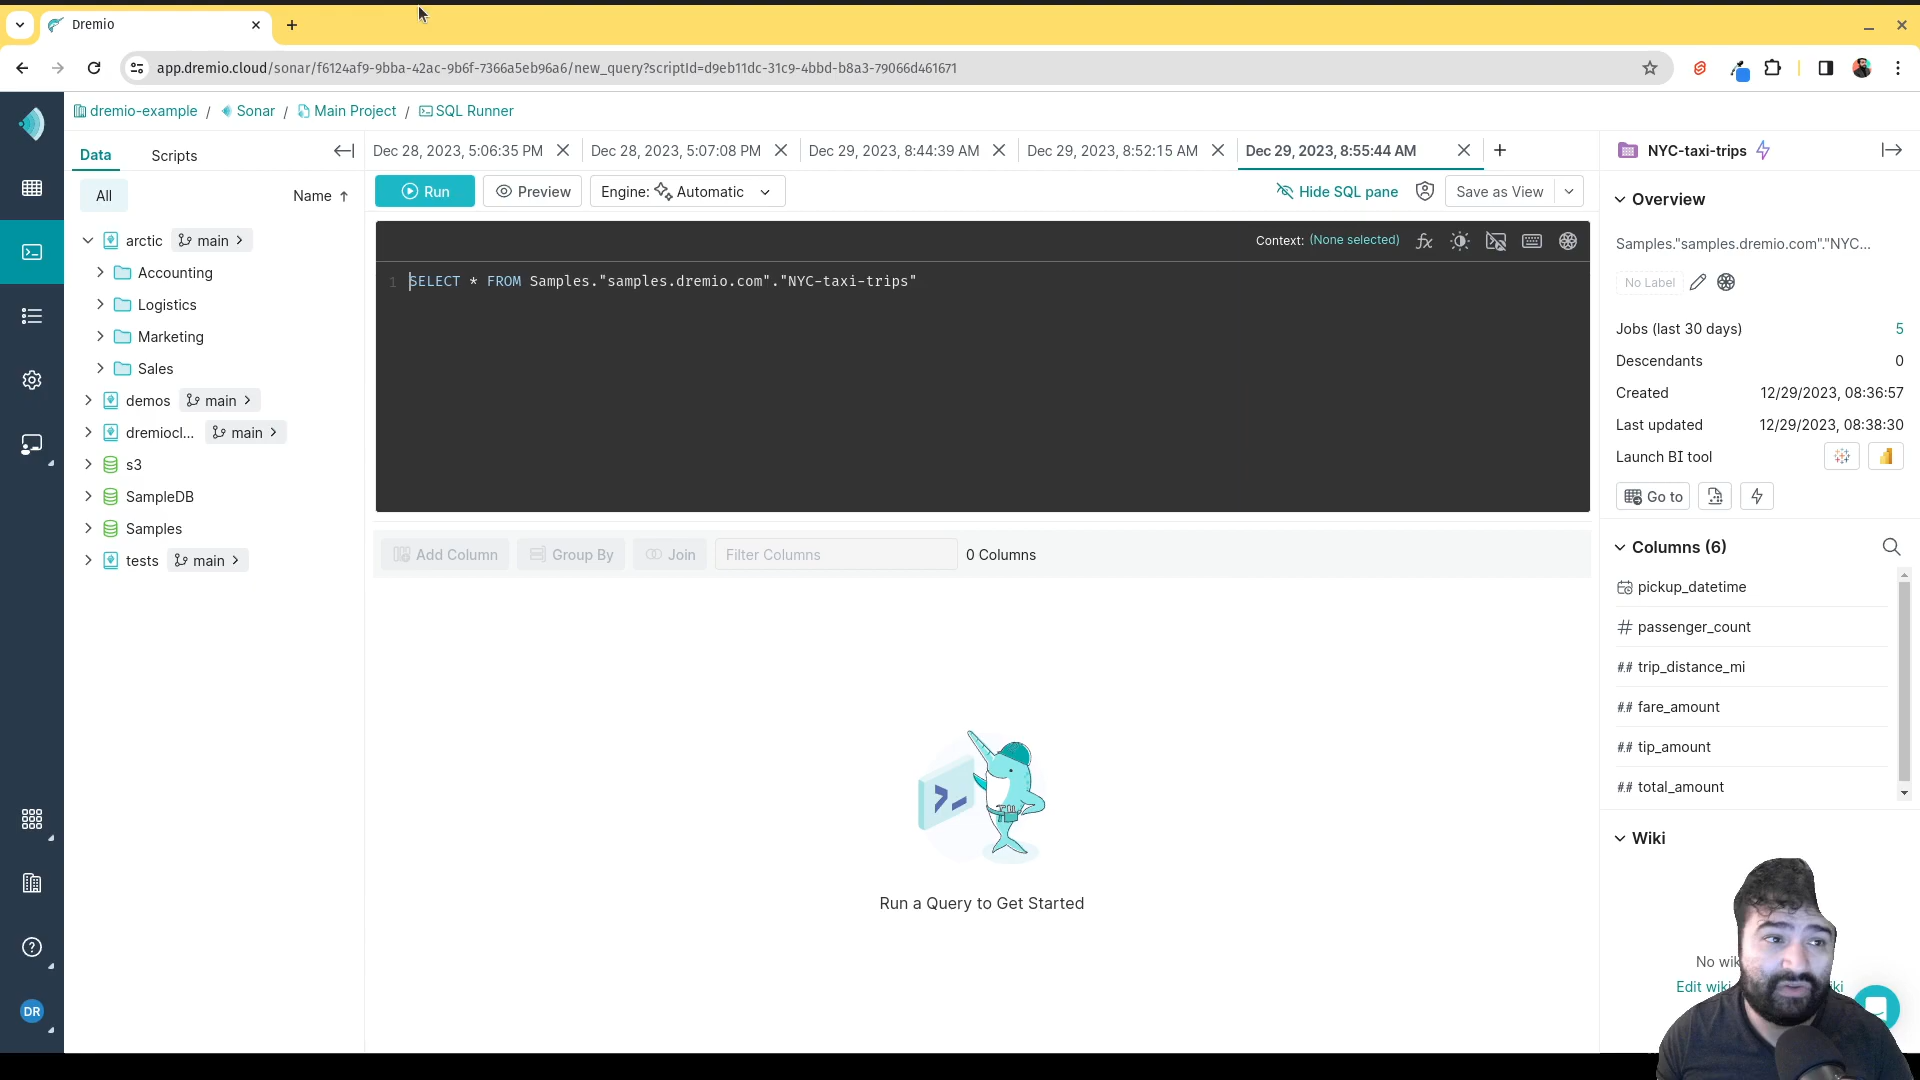 Dremio
app.dremio.cloud/sonar/f6124af9-9bba-42ac-9b6f-7366a5eb96a6/new_query?scriptId=d9eb11dc-31c9-4bbd-b8a3-79066d461671
dremio-example / Sonar / Main Project / SQL Runner
Data Scripts
Dec 28, 2023, 5:06:35 PM Dec 28, 2023, 5:07:08 PM Dec 29, 2023, 8:44:39 AM Dec 29, 2023, 8:52:15 AM Dec 29, 2023, 8:55:44 AM
NYC-taxi-trips
All Name
Run Preview Engine: Automatic Hide SQL pane Save as View
Context: (None selected)
1 SELECT * FROM Samples."samples.dremio.com"."NYC-taxi-trips"
arctic main
Accounting
Logistics
Marketing
Sales
demos main
dremiocl... main
s3
SampleDB
Samples
tests main
Add Column Group By Join Filter Columns 0 Columns
Run a Query to Get Started
Overview
Samples."samples.dremio.com"."NYC...
No Label
Jobs (last 30 days) 5
Descendants 0
Created 12/29/2023, 08:36:57
Last updated 12/29/2023, 08:38:30
Launch BI tool
Go to
Columns (6)
pickup_datetime
# passenger_count
#.# trip_distance_mi
#.# fare_amount
#.# tip_amount
#.# total_amount
Wiki
No
Edit
DR